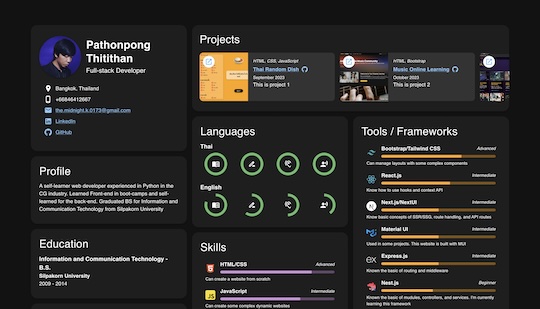 Pathonpong
Thitithan
Full-stack Developer
Bangkok, Thailand
+66846412667
the.midnight.k.0173@gmail.com
LinkedIn
GitHub
Profile
A self-learner web developer experienced in Python in the
CG industry. Learned Front-end in boot-camps and self-
learned for the back-end. Graduated BS for Information and
Communication Technology from Silpakorn University
Education
Information and Communication Technology -
B.S.
Silpakorn University
2009 - 2014
Projects
HTML, CSS, JavaScript
Thai Random Dish
September 2023
This is project 1
HTML, Bootstrap
Music Online Learning
October 2023
This is project 2
Languages
Thai
English
Skills
HTML/CSS
Advanced
Can create a website from scratch
JavaScript
Intermediate
Can create some complex dynamic websites
Tools / Frameworks
Bootstrap/Tailwind CSS
Advanced
Can manage layouts with some complex components
React.js
Intermediate
Know how to use hooks and context API
Next.js/NextUI
Intermediate
Know basic concepts of SSR/SSG, route handling, and API routes
Material UI
Intermediate
Used in some projects. This website is built with MUI
Express.js
Intermediate
Known the basic of routing and middleware
Nest.js
Beginner
Known the basic of modules, controllers, and services. I'm currently
learning this framework